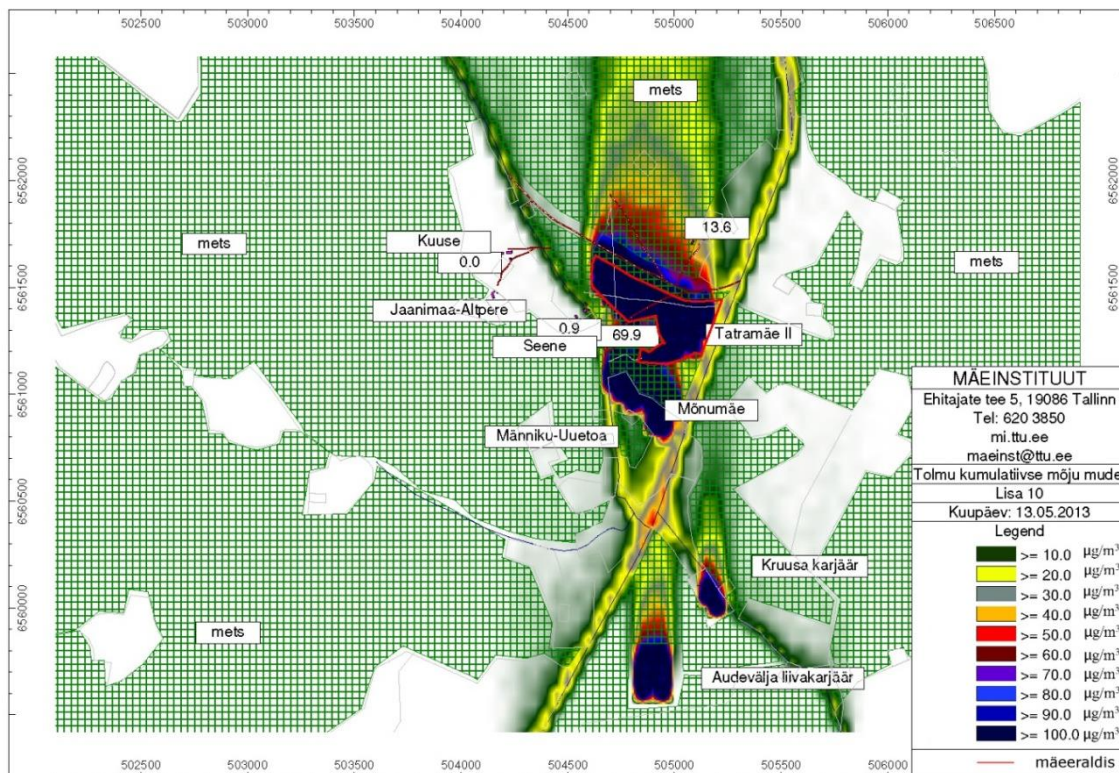 502500 503000 503500 504000 504500 505000 505500 506000 506500
6562000 6562000
6561500 6561500
6561000
6560500
6560000
mets
mets
13.6
Kuuse
0.0
mets
Jaanimaa-Altpere
0.9
69.9
Tatramäe II
Seene
Mõnumäe
Männiku-Uuetoa
Kruusa karjäär
mets
Audevälja liivakarjäär
MÄEINSTITUUT
Ehitajate tee 5, 19086 Tallinn
Tel: 620 3850
mi.ttu.ee
maeinst@ttu.ee
Tolmu kumulatiivse mõju mude
Lisa 10
Kuupäev: 13.05.2013
Legend
>= 10.0 µg/m³
>= 20.0 µg/m³
>= 30.0 µg/m³
>= 40.0 µg/m³
>= 50.0 µg/m³
>= 60.0 µg/m³
>= 70.0 µg/m³
>= 80.0 µg/m³
>= 90.0 µg/m³
>= 100.0 µg/m³
mäeeraldis
502500 503000 503500 504000 504500 505000 505500 506000